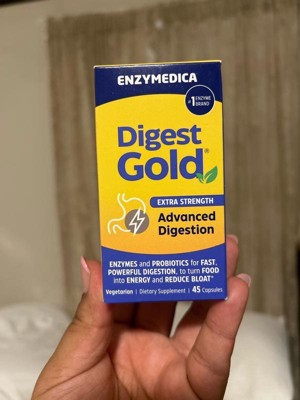 ENZYMEDICA
#1 ENZYME
BRAND
Digest
Gold®
EXTRA STRENGTH
Advanced
Digestion
ENZYMES and PROBIOTICS for FAST,
POWERFUL DIGESTION, to turn FOOD
into ENERGY and REDUCE BLOAT*
Vegetarian | Dietary Supplement | 45 Capsules